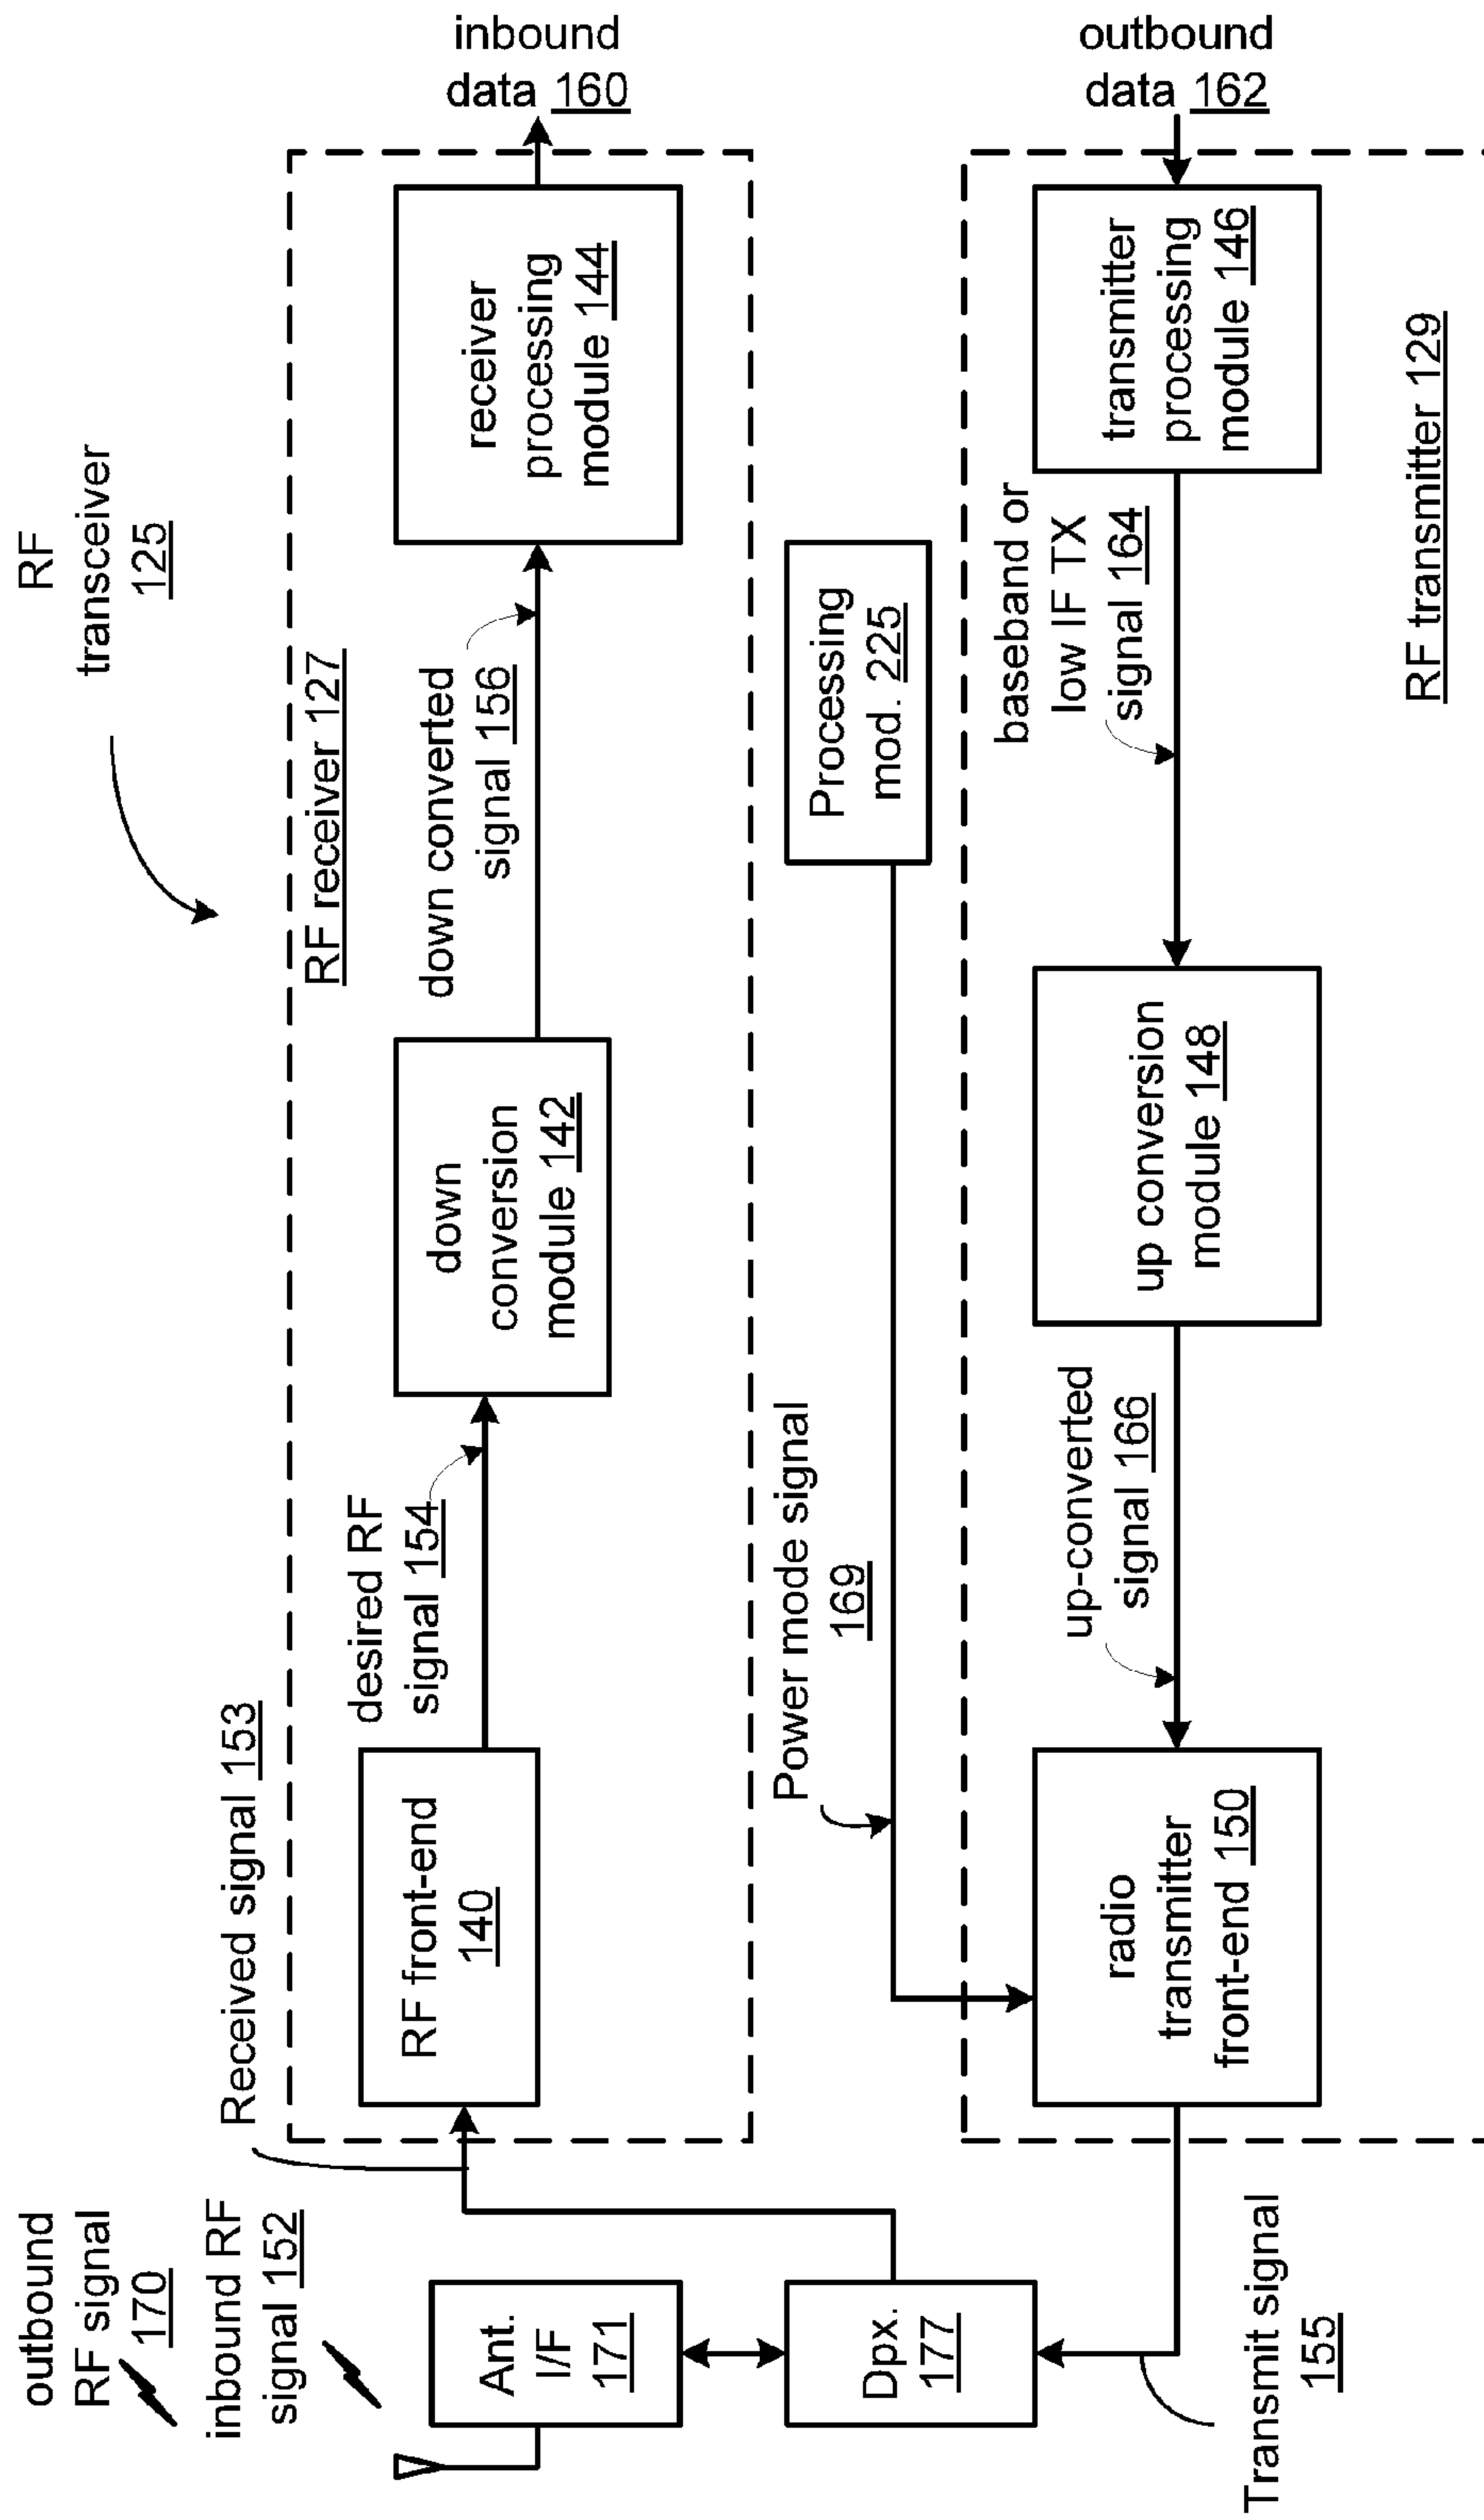 RF
transceiver
125
outbound
RF signal
170
inbound RF
signal 152
Received signal 153
RF receiver 127
Ant.
I/F
171
RF front-end
140
desired RF
signal 154
down
conversion
module 142
down converted
signal 156
receiver
processing
module 144
inbound
data 160
Dpx.
177
Power mode signal
169
Processing
mod. 225
Transmit signal
155
radio
transmitter
front-end 150
up-converted
signal 166
up conversion
module 148
baseband or
low IF TX
signal 164
transmitter
processing
module 146
outbound
data 162
RF transmitter 129